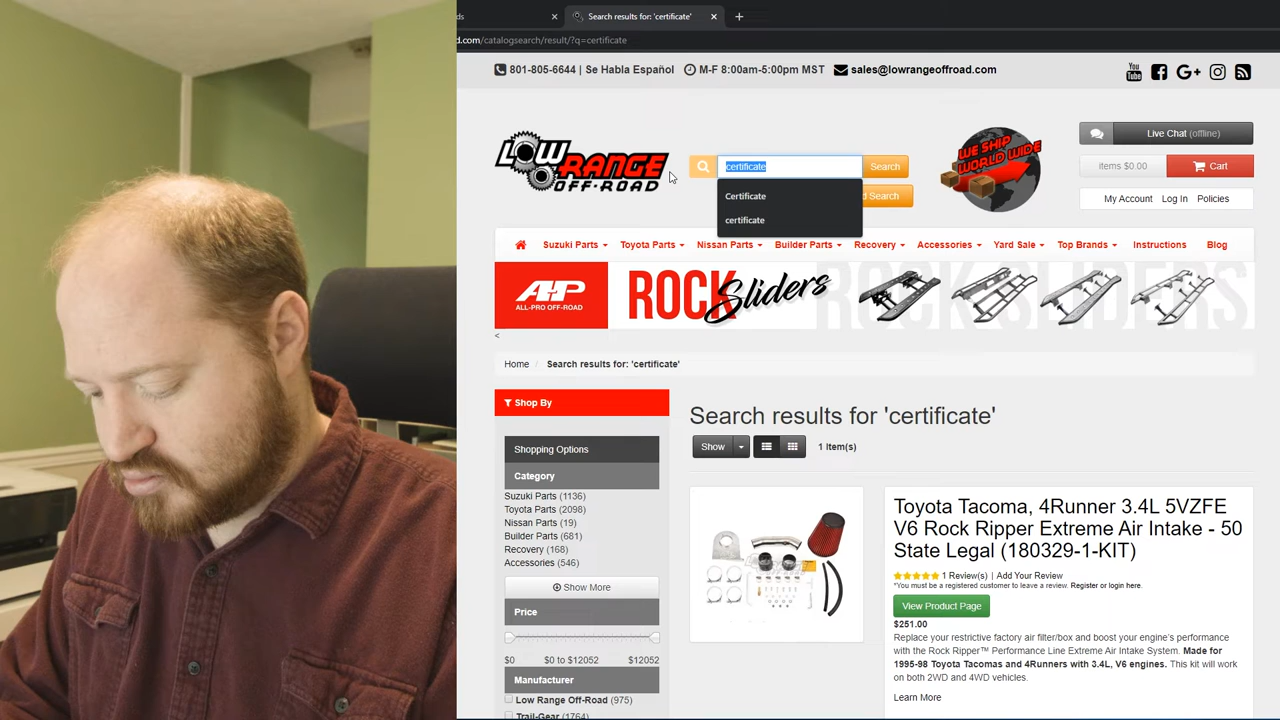 ds
Search results for: 'certificate'
d.com/catalogsearch/result/?q=certificate
801-805-6644 | Se Habla Español
M-F 8:00am-5:00pm MST
sales@lowrangeoffroad.com
You
Tube
G+
LOW RANGE
OFF·ROAD
certificate
Search
Certificate
certificate
d Search
WE SHIP
WORLD WIDE
Live Chat (offline)
items $0.00
Cart
My Account
Log In
Policies
Suzuki Parts
Toyota Parts
Nissan Parts
Builder Parts
Recovery
Accessories
Yard Sale
Top Brands
Instructions
Blog
AP
ALL-PRO OFF-ROAD
ROCK Sliders
ROCK SLIDERS
<
Home / Search results for: 'certificate'
Shop By
Shopping Options
Category
Suzuki Parts (1136)
Toyota Parts (2098)
Nissan Parts (19)
Builder Parts (681)
Recovery (168)
Accessories (546)
Show More
Price
$0
$0 to $12052
$12052
Manufacturer
Low Range Off-Road (975)
Trail-Gear (1764)
Search results for 'certificate'
Show
1 Item(s)
Toyota Tacoma, 4Runner 3.4L 5VZFE
V6 Rock Ripper Extreme Air Intake - 50
State Legal (180329-1-KIT)
1 Review(s) | Add Your Review
*You must be a registered customer to leave a review. Register or login here.
View Product Page
$251.00
Replace your restrictive factory air filter/box and boost your engine's performance
with the Rock Ripper™ Performance Line Extreme Air Intake System. Made for
1995-98 Toyota Tacomas and 4Runners with 3.4L, V6 engines. This kit will work
on both 2WD and 4WD vehicles.
Learn More